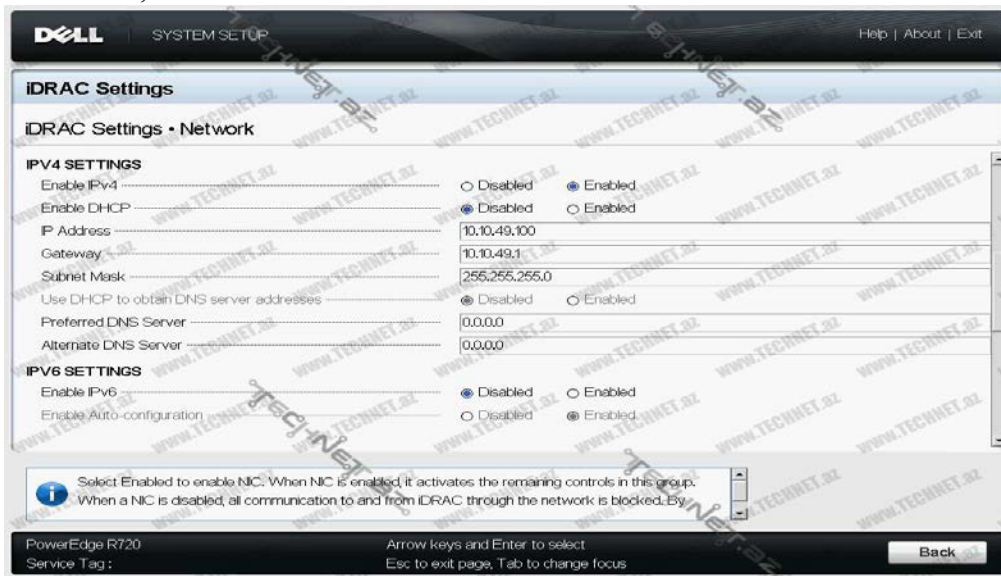 DELL SYSTEM SETUP Help | About | Exit
iDRAC Settings
iDRAC Settings • Network
IPV4 SETTINGS
Enable IPv4 Disabled Enabled
Enable DHCP Disabled Enabled
IP Address 10.10.49.100
Gateway 10.10.49.1
Subnet Mask 255.255.255.0
Use DHCP to obtain DNS server addresses Disabled Enabled
Preferred DNS Server 0.0.0.0
Alternate DNS Server 0.0.0.0
IPV6 SETTINGS
Enable IPv6 Disabled Enabled
Enable Auto-configuration Disabled Enabled
Select Enabled to enable NIC. When NIC is enabled, it activates the remaining controls in this group.
When a NIC is disabled, all communication to and from iDRAC through the network is blocked. By
PowerEdge R720 Arrow keys and Enter to select
Service Tag : Esc to exit page, Tab to change focus
Back
TECHNET.az
WWW.TECHNET.az